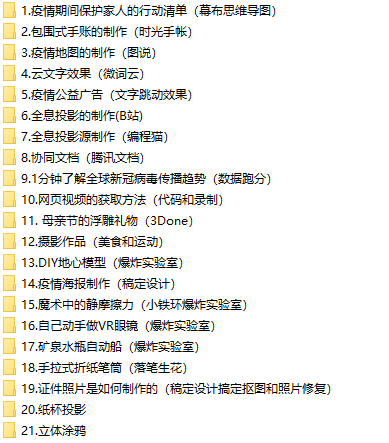 1.疫情期间保护家人的行动清单（幕布思维导图）
2.包围式手账的制作（时光手帐）
3.疫情地图的制作（图说）
4.云文字效果（微词云）
5.疫情公益广告（文字跳动效果）
6.全息投影的制作(B站)
7.全息投影源制作（编程猫）
8.协同文档（腾讯文档）
9.1分钟了解全球新冠病毒传播趋势（数据跑分）
10.网页视频的获取方法（代码和录制）
11. 母亲节的浮雕礼物（3Done）
12.摄影作品（美食和运动）
13.DIY地心模型（爆炸实验室）
14.疫情海报制作（稿定设计）
15.魔术中的静摩擦力（小铁环爆炸实验室）
16.自己动手做VR眼镜（爆炸实验室）
17.矿泉水瓶自动船（爆炸实验室）
18.手拉式折纸笔筒（落笔生花）
19.证件照片是如何制作的（稿定设计搞定抠图和照片修复）
20.纸杯投影
21.立体涂鸦